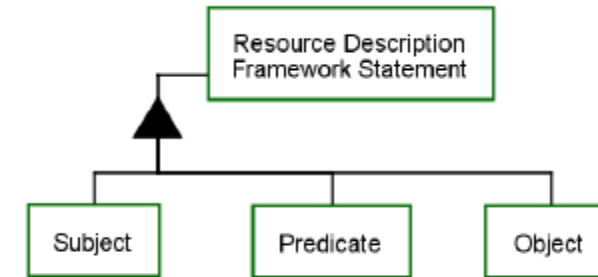 Resource Description
Framework Statement
Subject
Predicate
Object